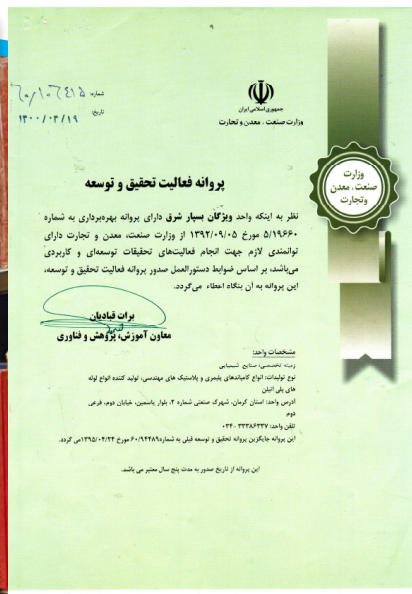 ۹
جمهوری اسلامی ایران
وزارت صنعت ، معدن و تجارت
شماره: ۶۰/۱۰۶۴۱۵
تاریخ: ۱۴۰۰/۰۳/۱۹
وزارت
صنعت ، معدن
و تجارت
پروانه فعالیت تحقیق و توسعه
نظر به اینکه واحد ویژگان بسپار شرق دارای پروانه بهره‌برداری به شماره
۵/۱۹۶۶۰ مورخ ۱۳۹۲/۰۹/۰۵ از وزارت صنعت، معدن و تجارت دارای
توانمندی لازم جهت انجام فعالیت‌های تحقیقات توسعه‌ای و کاربردی
می‌باشد، بر اساس ضوابط دستورالعمل صدور پروانه فعالیت تحقیق و توسعه،
این پروانه به آن بنگاه اعطاء می‌گردد.
برات قبادیان
معاون آموزش، پژوهش و فناوری
مشخصات واحد:
زمینه تخصصی: صنایع شیمیایی
نوع تولیدات: انواع کامپاندهای پلیمری و پلاستیک های مهندسی، تولید کننده انواع لوله
های پلی اتیلن
آدرس واحد: استان کرمان، شهرک صنعتی شماره ۲، بلوار یاسمین، خیابان دوم، فرعی
دوم
تلفن واحد: ۳۳۳۸۶۳۳۷ -۰۳۴
این پروانه جایگزین پروانه تحقیق و توسعه قبلی به شماره ۶۰/۹۴۴۸۹ مورخ ۱۳۹۵/۰۴/۲۴ می گردد.
این پروانه از تاریخ صدور به مدت پنج سال معتبر می باشد.